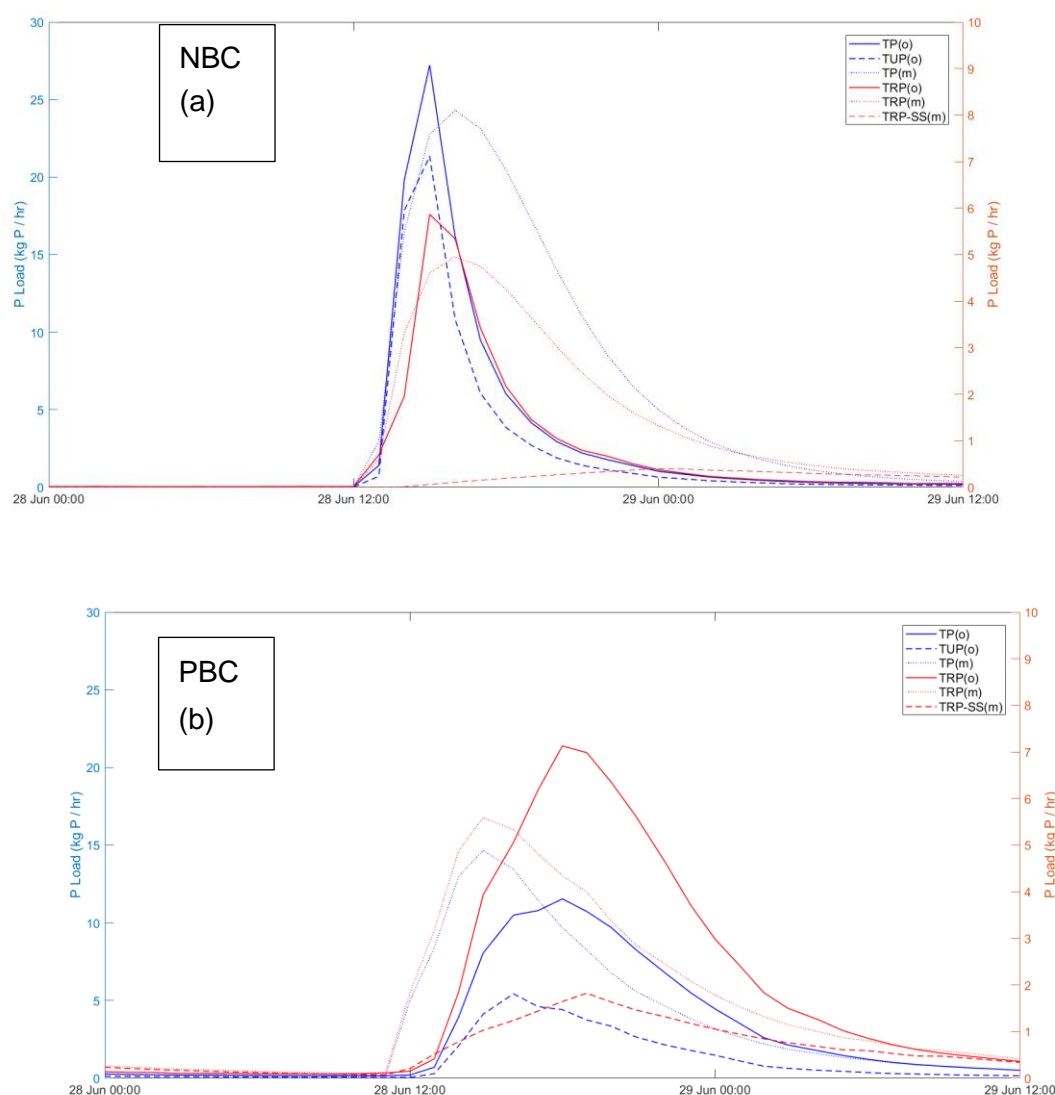 NBC
(a)
30
25
20
15
10
5
0
P Load (kg P / hr)
10
9
8
7
6
5
4
3
2
1
0
P Load (kg P / hr)
TP(o)
TUP(o)
TP(m)
TRP(o)
TRP(m)
TRP-SS(m)
28 Jun 00:00
28 Jun 12:00
29 Jun 00:00
29 Jun 12:00
PBC
(b)
30
25
20
15
10
5
0
P Load (kg P / hr)
10
9
8
7
6
5
4
3
2
1
0
P Load (kg P / hr)
TP(o)
TUP(o)
TP(m)
TRP(o)
TRP(m)
TRP-SS(m)
28 Jun 00:00
28 Jun 12:00
29 Jun 00:00
29 Jun 12:00